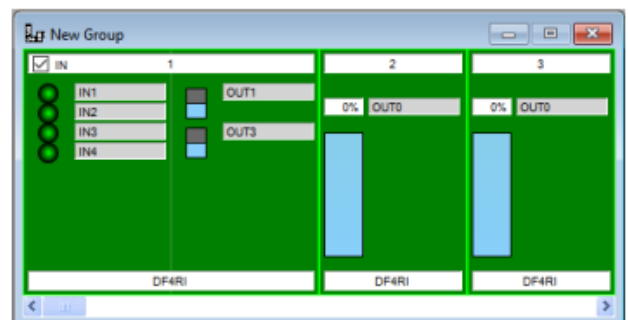 New Group
IN 1 2 3
IN1 OUT1
IN2 0% OUT0 0% OUT0
IN3 OUT3
IN4
DF4RI DF4RI DF4RI